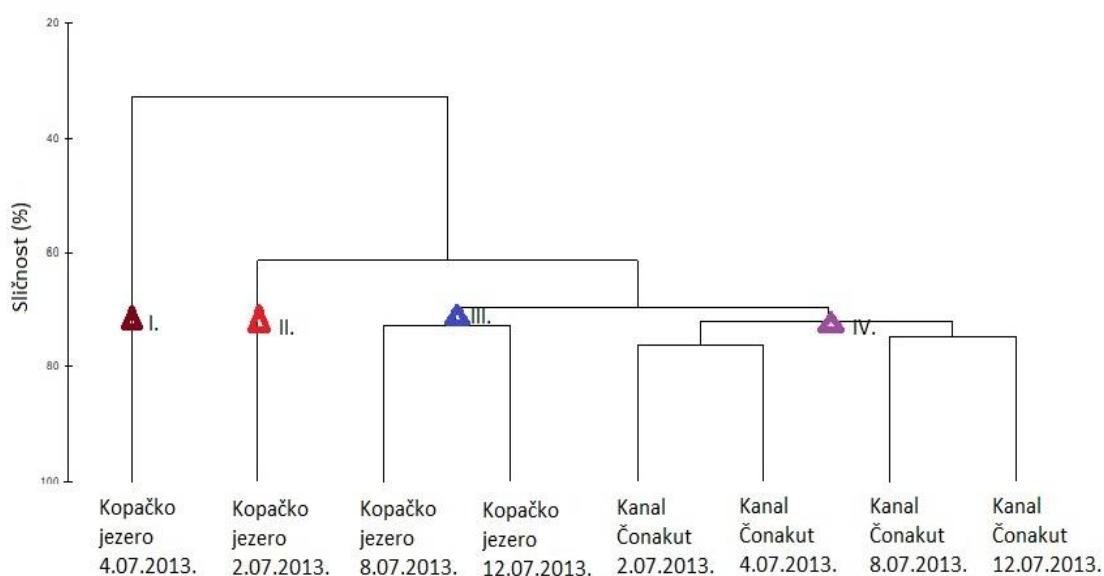 20
40
60
80
100
Sličnost (%)
I.
II.
III.
IV.
Kopačko
jezero
4.07.2013.
Kopačko
jezero
2.07.2013.
Kopačko
jezero
8.07.2013.
Kopačko
jezero
12.07.2013.
Kanal
Čonakut
2.07.2013.
Kanal
Čonakut
4.07.2013.
Kanal
Čonakut
8.07.2013.
Kanal
Čonakut
12.07.2013.